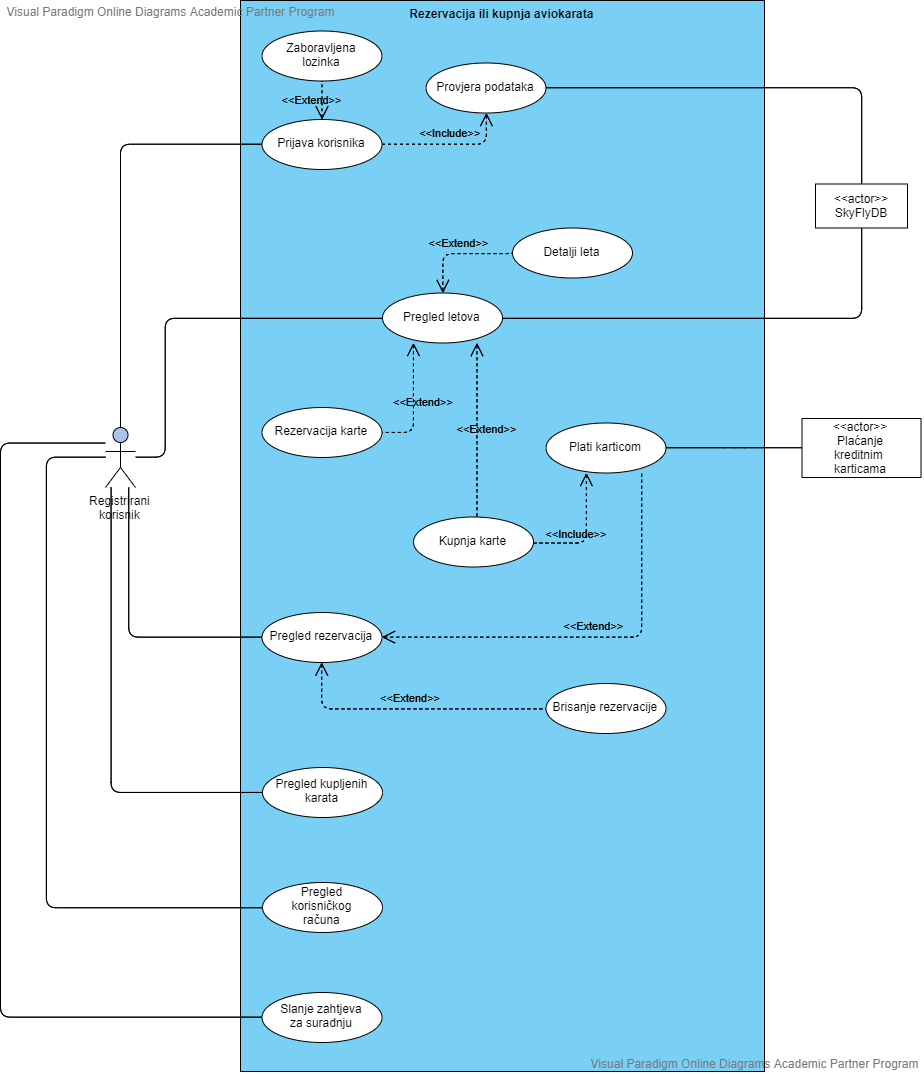 Visual Paradigm Online Diagrams Academic Partner Program
Rezervacija ili kupnja aviokarata
Zaboravljena
lozinka
<<Extend>>
Provjera podataka
<<Include>>
Prijava korisnika
<<actor>>
SkyFlyDB
<<Extend>>
Detalji leta
Pregled letova
<<Extend>>
Rezervacija karte
<<Extend>>
Plati karticom
<<actor>>
Plaćanje
kreditnim
karticama
Registrirani
korisnik
Kupnja karte
<<Include>>
<<Extend>>
Pregled rezervacija
<<Extend>>
Brisanje rezervacije
Pregled kupljenih
karata
Pregled
korisničkog
računa
Slanje zahtjeva
za suradnju
Visual Paradigm Online Diagrams Academic Partner Program